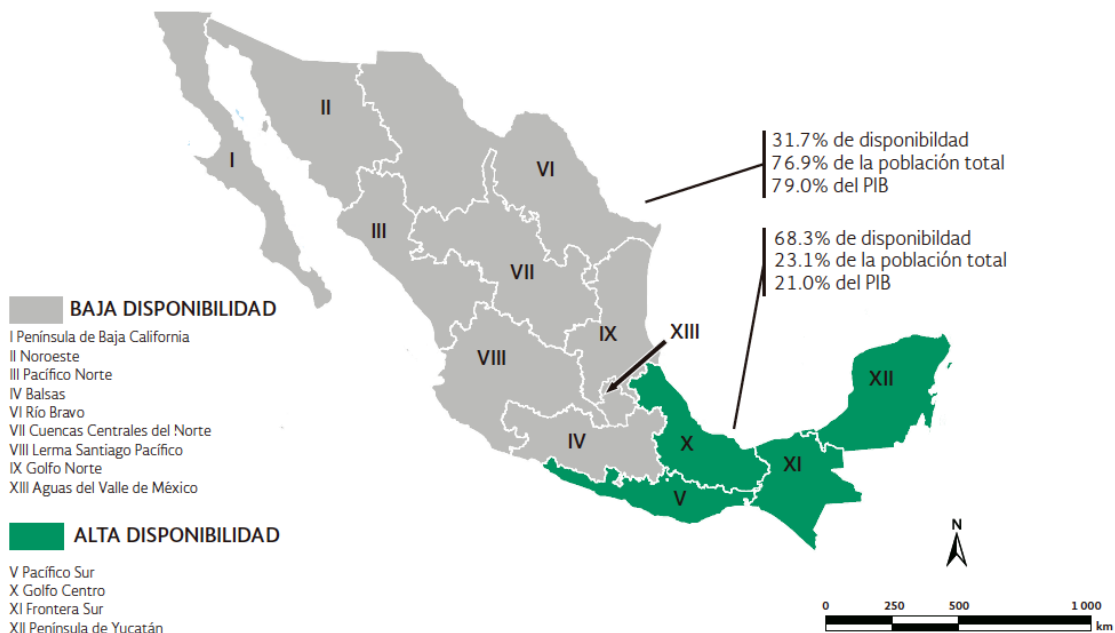 II
I
VI
III
VII
IX
XIII
VIII
IV
X
V
XI
XII
31.7% de disponibildad
76.9% de la población total
79.0% del PIB
68.3% de disponibildad
23.1% de la población total
21.0% del PIB
BAJA DISPONIBILIDAD
I Península de Baja California
II Noroeste
III Pacífico Norte
IV Balsas
VI Río Bravo
VII Cuencas Centrales del Norte
VIII Lerma Santiago Pacífico
IX Golfo Norte
XIII Aguas del Valle de México
ALTA DISPONIBILIDAD
V Pacífico Sur
X Golfo Centro
XI Frontera Sur
XII Península de Yucatán
N
0 250 500 1 000
km